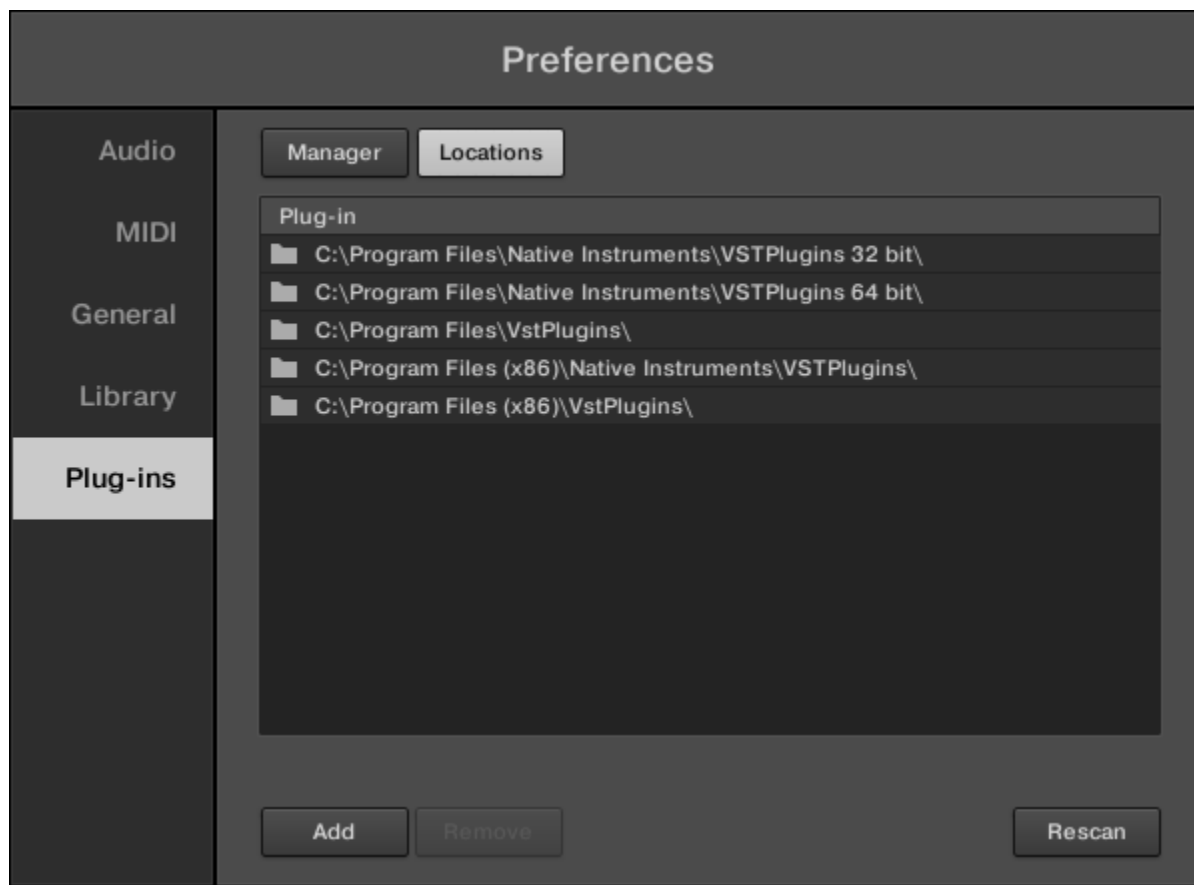 Preferences
Audio
MIDI
General
Library
Plug-ins
Manager
Locations
Plug-in
C:\Program Files\Native Instruments\VSTPlugins 32 bit\
C:\Program Files\Native Instruments\VSTPlugins 64 bit\
C:\Program Files\VstPlugins\
C:\Program Files (x86)\Native Instruments\VSTPlugins\
C:\Program Files (x86)\VstPlugins\
Add
Remove
Rescan